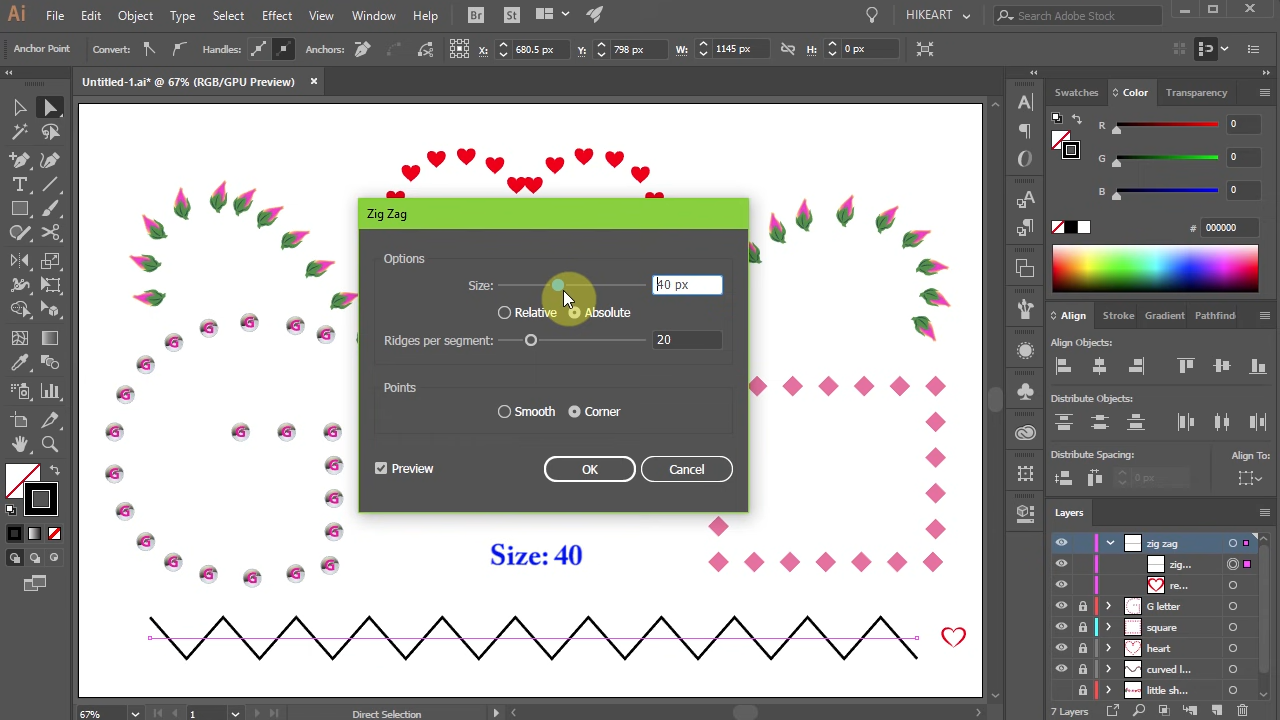 Ai File Edit Object Type Select Effect View Window Help Br St HIKEART Search Adobe Stock
Anchor Point Convert: Handles: Anchors: X: 680.5 px Y: 798 px W: 1145 px H: 0 px
Untitled-1.ai* @ 67% (RGB/GPU Preview) ×
Swatches Color Transparency
R 0
G 0
B 0
# 000000
Zig Zag
Options
Size: 40 px
Relative Absolute
Ridges per segment: 20
Points
Smooth Corner
Preview OK Cancel
Size: 40
Align Stroke Gradient Pathfind
Align Objects:
Distribute Objects:
Distribute Spacing: Align To:
0 px
Layers
zig zag
zig...
re...
G letter
square
heart
curved l...
little sh...
7 Layers
67% 1 Direct Selection